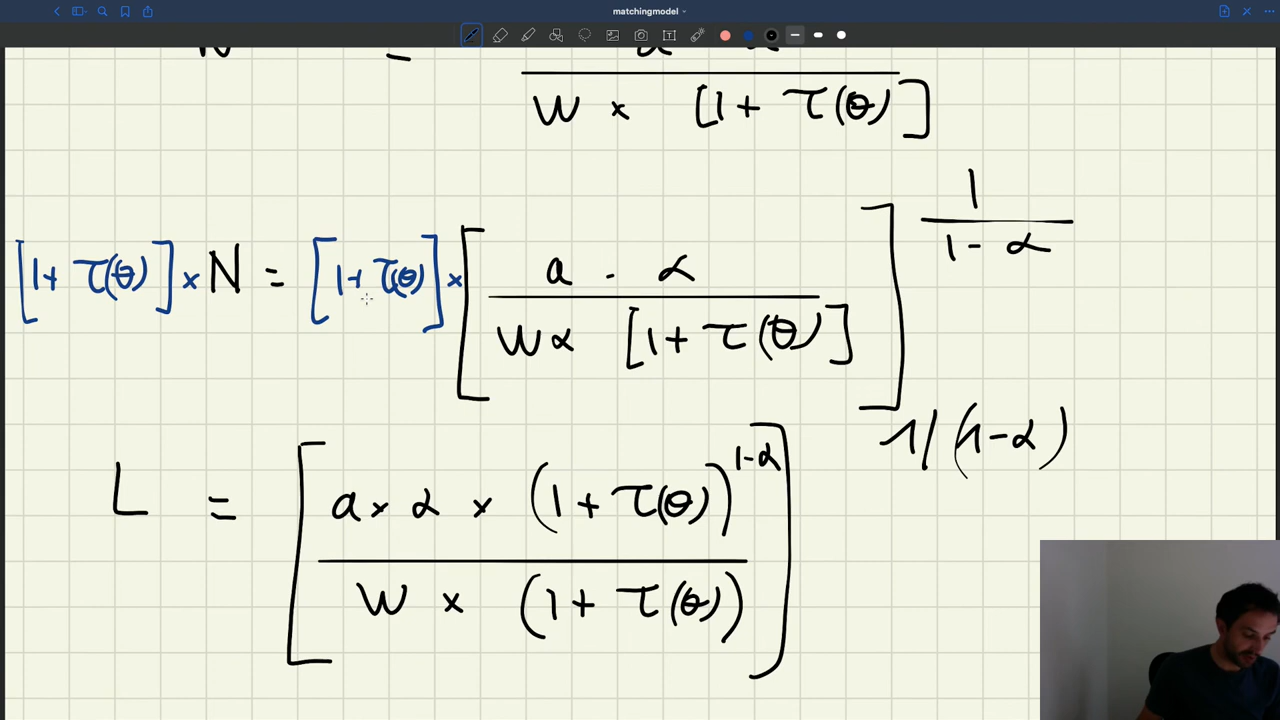 matchingmodel
N = a α
W × [1 + τ(θ)]
1
[1 + τ(θ)] × N = [1 + τ(θ)] × [ a · α ] 1 - α
Wα [1 + τ(θ)]
1/(1-α)
1-α
L = [ a × α × (1 + τ(θ)) ]
W × (1 + τ(θ))